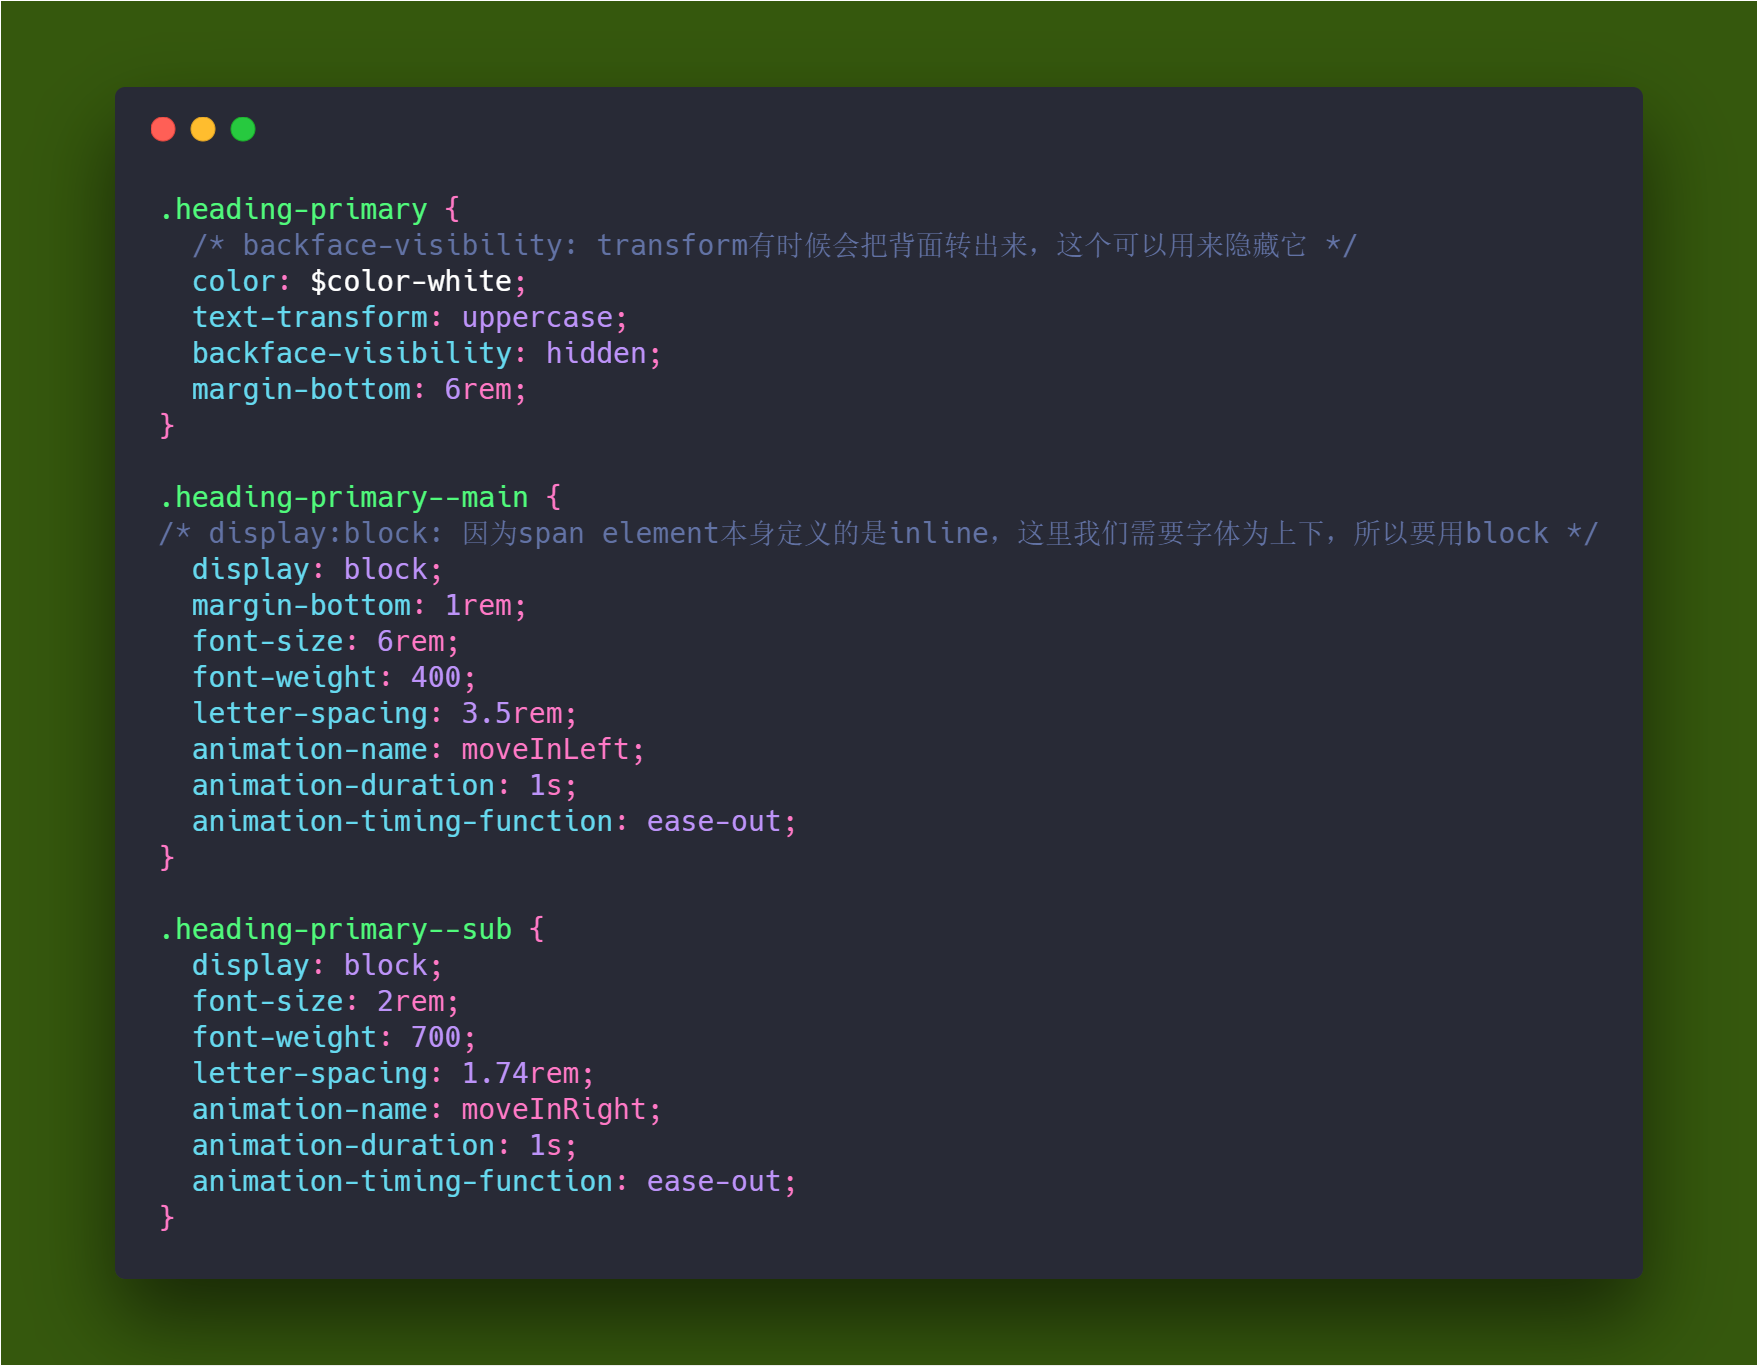 .heading-primary {
  /* backface-visibility: transform有时候会把背面转出来，这个可以用来隐藏它 */
  color: $color-white;
  text-transform: uppercase;
  backface-visibility: hidden;
  margin-bottom: 6rem;
}

.heading-primary--main {
/* display:block: 因为span element本身定义的是inline，这里我们需要字体为上下，所以要用block */
  display: block;
  margin-bottom: 1rem;
  font-size: 6rem;
  font-weight: 400;
  letter-spacing: 3.5rem;
  animation-name: moveInLeft;
  animation-duration: 1s;
  animation-timing-function: ease-out;
}

.heading-primary--sub {
  display: block;
  font-size: 2rem;
  font-weight: 700;
  letter-spacing: 1.74rem;
  animation-name: moveInRight;
  animation-duration: 1s;
  animation-timing-function: ease-out;
}